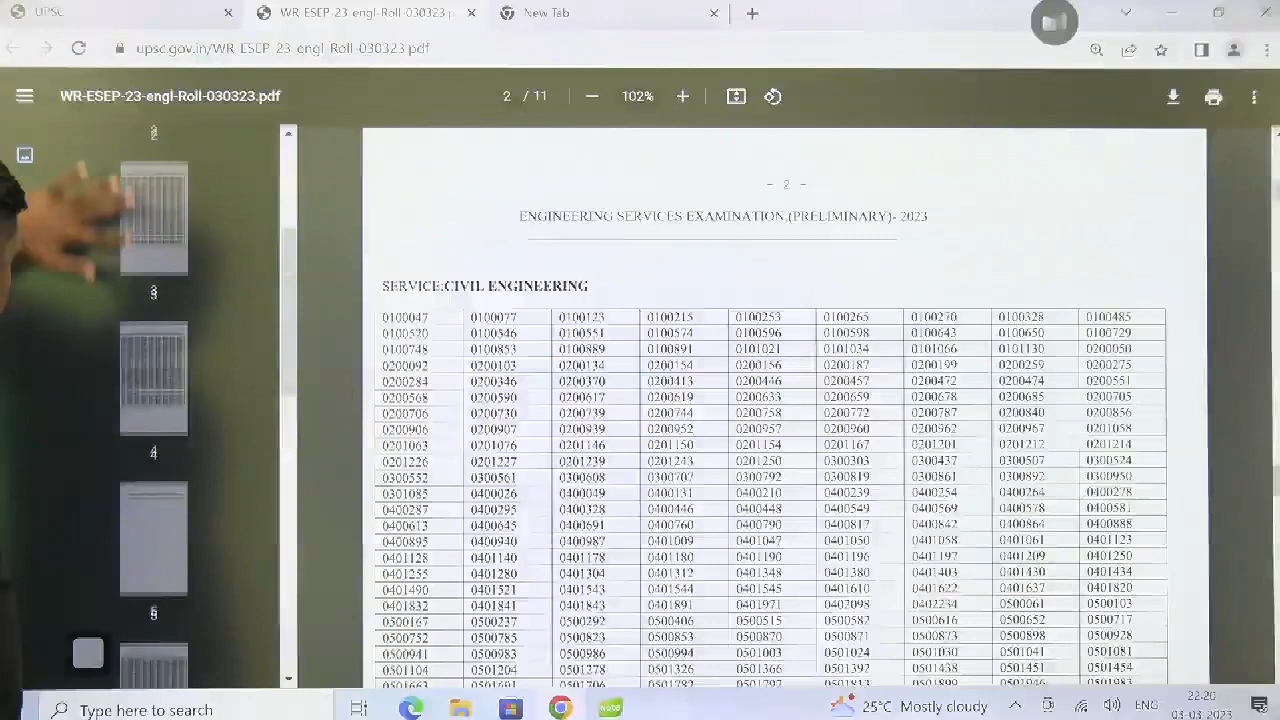 UPSC
WR-ESEP-23-engl-Roll-030323.p
New Tab
upsc.gov.in/WR-ESEP-23-engl-Roll-030323.pdf
WR-ESEP-23-engl-Roll-030323.pdf
2 / 11
102%
- 2 -
ENGINEERING SERVICES EXAMINATION (PRELIMINARY)- 2023
SERVICE:CIVIL ENGINEERING
0100047 0100077 0100123 0100215 0100253 0100265 0100270 0100328 0100485
0100520 0100546 0100551 0100574 0100596 0100598 0100643 0100650 0100729
0100748 0100853 0100889 0100891 0101021 0101034 0101066 0101130 0200050
0200092 0200103 0200134 0200154 0200156 0200187 0200199 0200259 0200275
0200284 0200346 0200370 0200413 0200446 0200457 0200472 0200474 0200551
0200568 0200590 0200617 0200619 0200633 0200659 0200678 0200685 0200705
0200706 0200730 0200739 0200744 0200758 0200772 0200787 0200840 0200856
0200906 0200907 0200939 0200952 0200957 0200960 0200962 0200967 0201058
0201063 0201076 0201146 0201150 0201154 0201167 0201201 0201212 0201214
0201226 0201227 0201239 0201243 0201250 0300303 0300437 0300507 0300524
0300552 0300561 0300608 0300707 0300792 0300819 0300861 0300892 0300950
0301085 0400026 0400049 0400131 0400210 0400239 0400254 0400264 0400278
0400287 0400295 0400328 0400446 0400448 0400549 0400569 0400578 0400581
0400613 0400645 0400691 0400760 0400790 0400817 0400842 0400864 0400888
0400895 0400940 0400987 0401009 0401047 0401050 0401058 0401061 0401123
0401128 0401140 0401178 0401180 0401190 0401196 0401197 0401209 0401250
0401255 0401280 0401304 0401312 0401348 0401380 0401403 0401430 0401434
0401490 0401521 0401543 0401544 0401545 0401610 0401622 0401637 0401820
0401832 0401841 0401843 0401891 0401971 0402098 0402234 0500061 0500103
0500167 0500237 0500292 0500406 0500515 0500582 0500616 0500652 0500717
0500752 0500785 0500823 0500853 0500870 0500871 0500873 0500898 0500928
0500941 0500983 0500986 0500994 0501003 0501024 0501030 0501041 0501081
0501104 0501204 0501278 0501326 0501366 0501392 0501438 0501451 0501454
Type here to search
25°C Mostly cloudy
ENG
22:20
03-03-2023